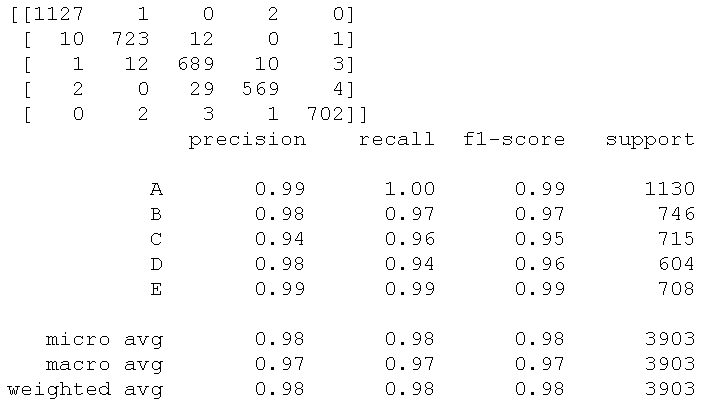 [[1127 1 0 2 0]
[ 10 723 12 0 1]
[ 1 12 689 10 3]
[ 2 0 29 569 4]
[ 0 2 3 1 702]]
precision recall f1-score support
A 0.99 1.00 0.99 1130
B 0.98 0.97 0.97 746
C 0.94 0.96 0.95 715
D 0.98 0.94 0.96 604
E 0.99 0.99 0.99 708
micro avg 0.98 0.98 0.98 3903
macro avg 0.97 0.97 0.97 3903
weighted avg 0.98 0.98 0.98 3903